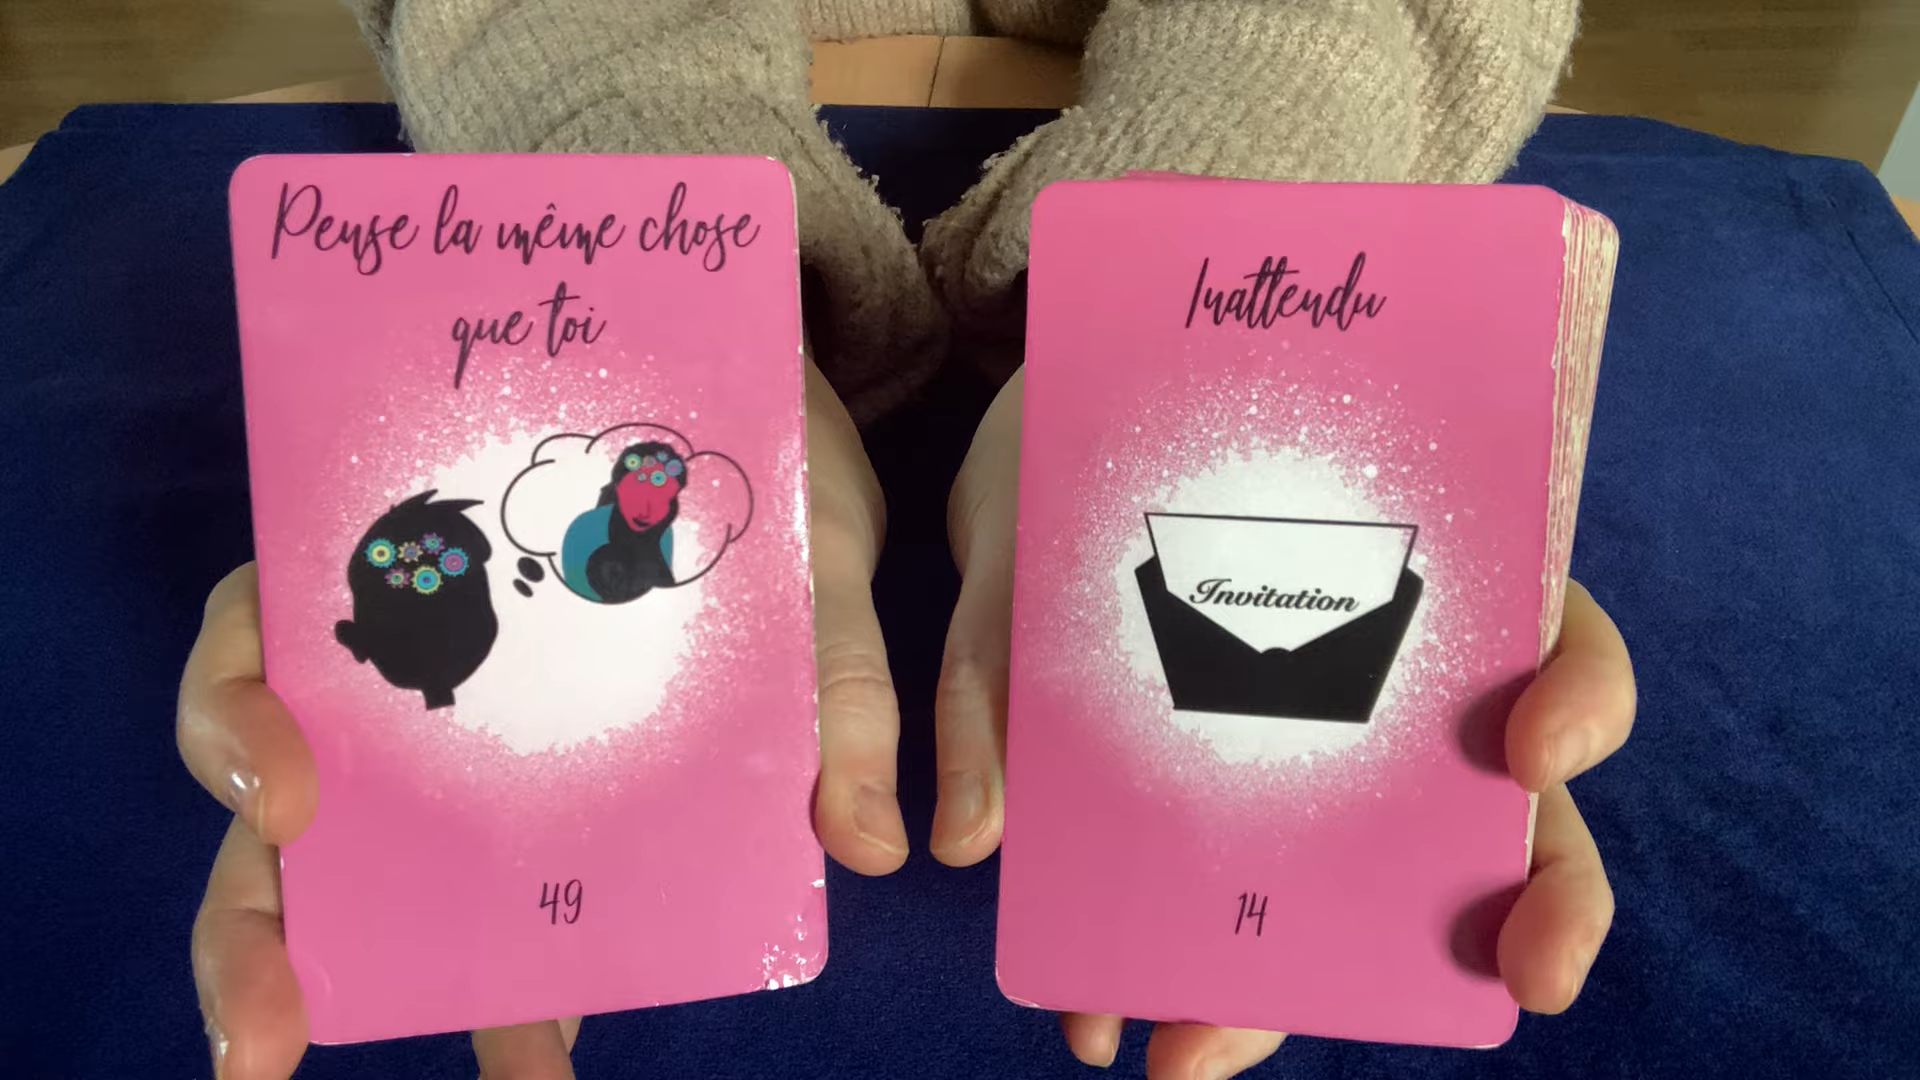 Pense la même chose
que toi
49
Inattendu
Invitation
14